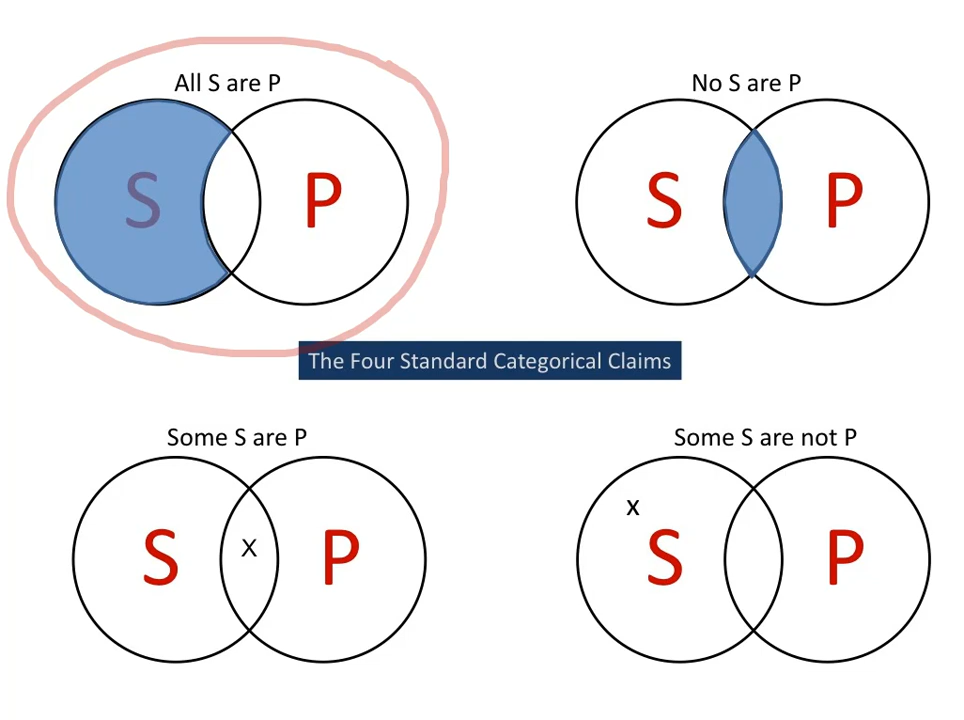 All S are P
No S are P
S P
S P
The Four Standard Categorical Claims
Some S are P
Some S are not P
S X P
x S P